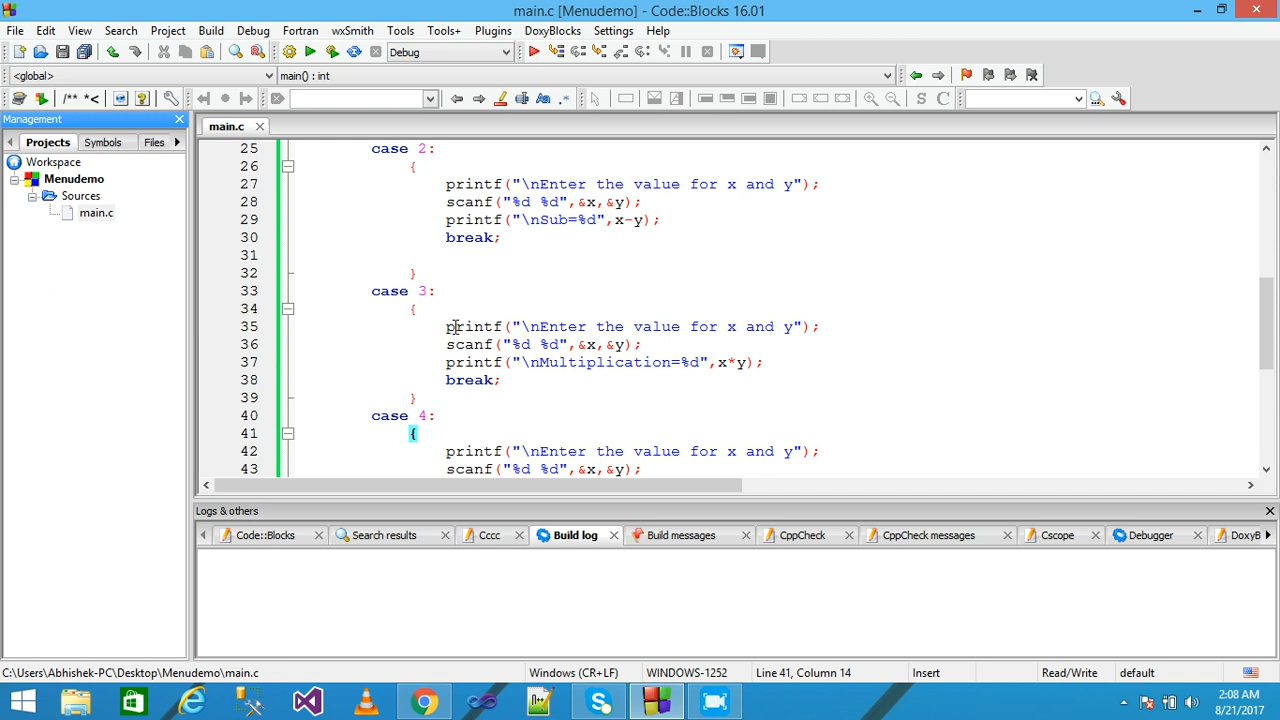 main.c [Menudemo] - Code::Blocks 16.01
File Edit View Search Project Build Debug Fortran wxSmith Tools Tools+ Plugins DoxyBlocks Settings Help
Debug
<global> main() : int
/** *<
S C
Management
main.c
Projects Symbols Files
Workspace
Menudemo
Sources
main.c
25 case 2:
26 {
27 printf("\nEnter the value for x and y");
28 scanf("%d %d",&x,&y);
29 printf("\nSub=%d",x-y);
30 break;
31
32 }
33 case 3:
34 {
35 printf("\nEnter the value for x and y");
36 scanf("%d %d",&x,&y);
37 printf("\nMultiplication=%d",x*y);
38 break;
39 }
40 case 4:
41 {
42 printf("\nEnter the value for x and y");
43 scanf("%d %d",&x,&y);
Logs & others
Code::Blocks Search results Cccc Build log Build messages CppCheck CppCheck messages Cscope Debugger DoxyB
C:\Users\Abhishek-PC\Desktop\Menudemo\main.c Windows (CR+LF) WINDOWS-1252 Line 41, Column 14 Insert Read/Write default
2:08 AM
8/21/2017